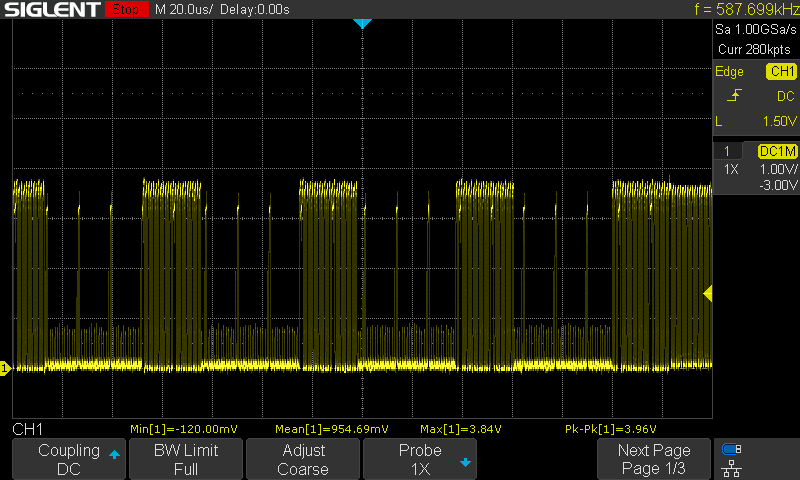 SIGLENT Stop M 20.0us/ Delay:0.00s f = 587.699kHz
Sa 1.00GSa/s
Curr 280kpts
Edge CH1
DC
L 1.50V
1 DC1M
1X 1.00V/
-3.00V
1
CH1 Min[1]=-120.00mV Mean[1]=954.69mV Max[1]=3.84V Pk-Pk[1]=3.96V
Coupling BW Limit Adjust Probe Next Page
DC Full Coarse 1X Page 1/3